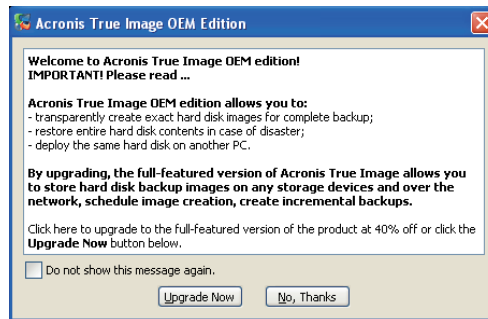 Acronis True Image OEM Edition
Welcome to Acronis True Image OEM edition!
IMPORTANT! Please read ...
Acronis True Image OEM edition allows you to:
- transparently create exact hard disk images for complete backup;
- restore entire hard disk contents in case of disaster;
- deploy the same hard disk on another PC.
By upgrading, the full-featured version of Acronis True Image allows you
to store hard disk backup images on any storage devices and over the
network, schedule image creation, create incremental backups.
Click here to upgrade to the full-featured version of the product at 40% off or click the
Upgrade Now button below.
Do not show this message again.
Upgrade Now No, Thanks